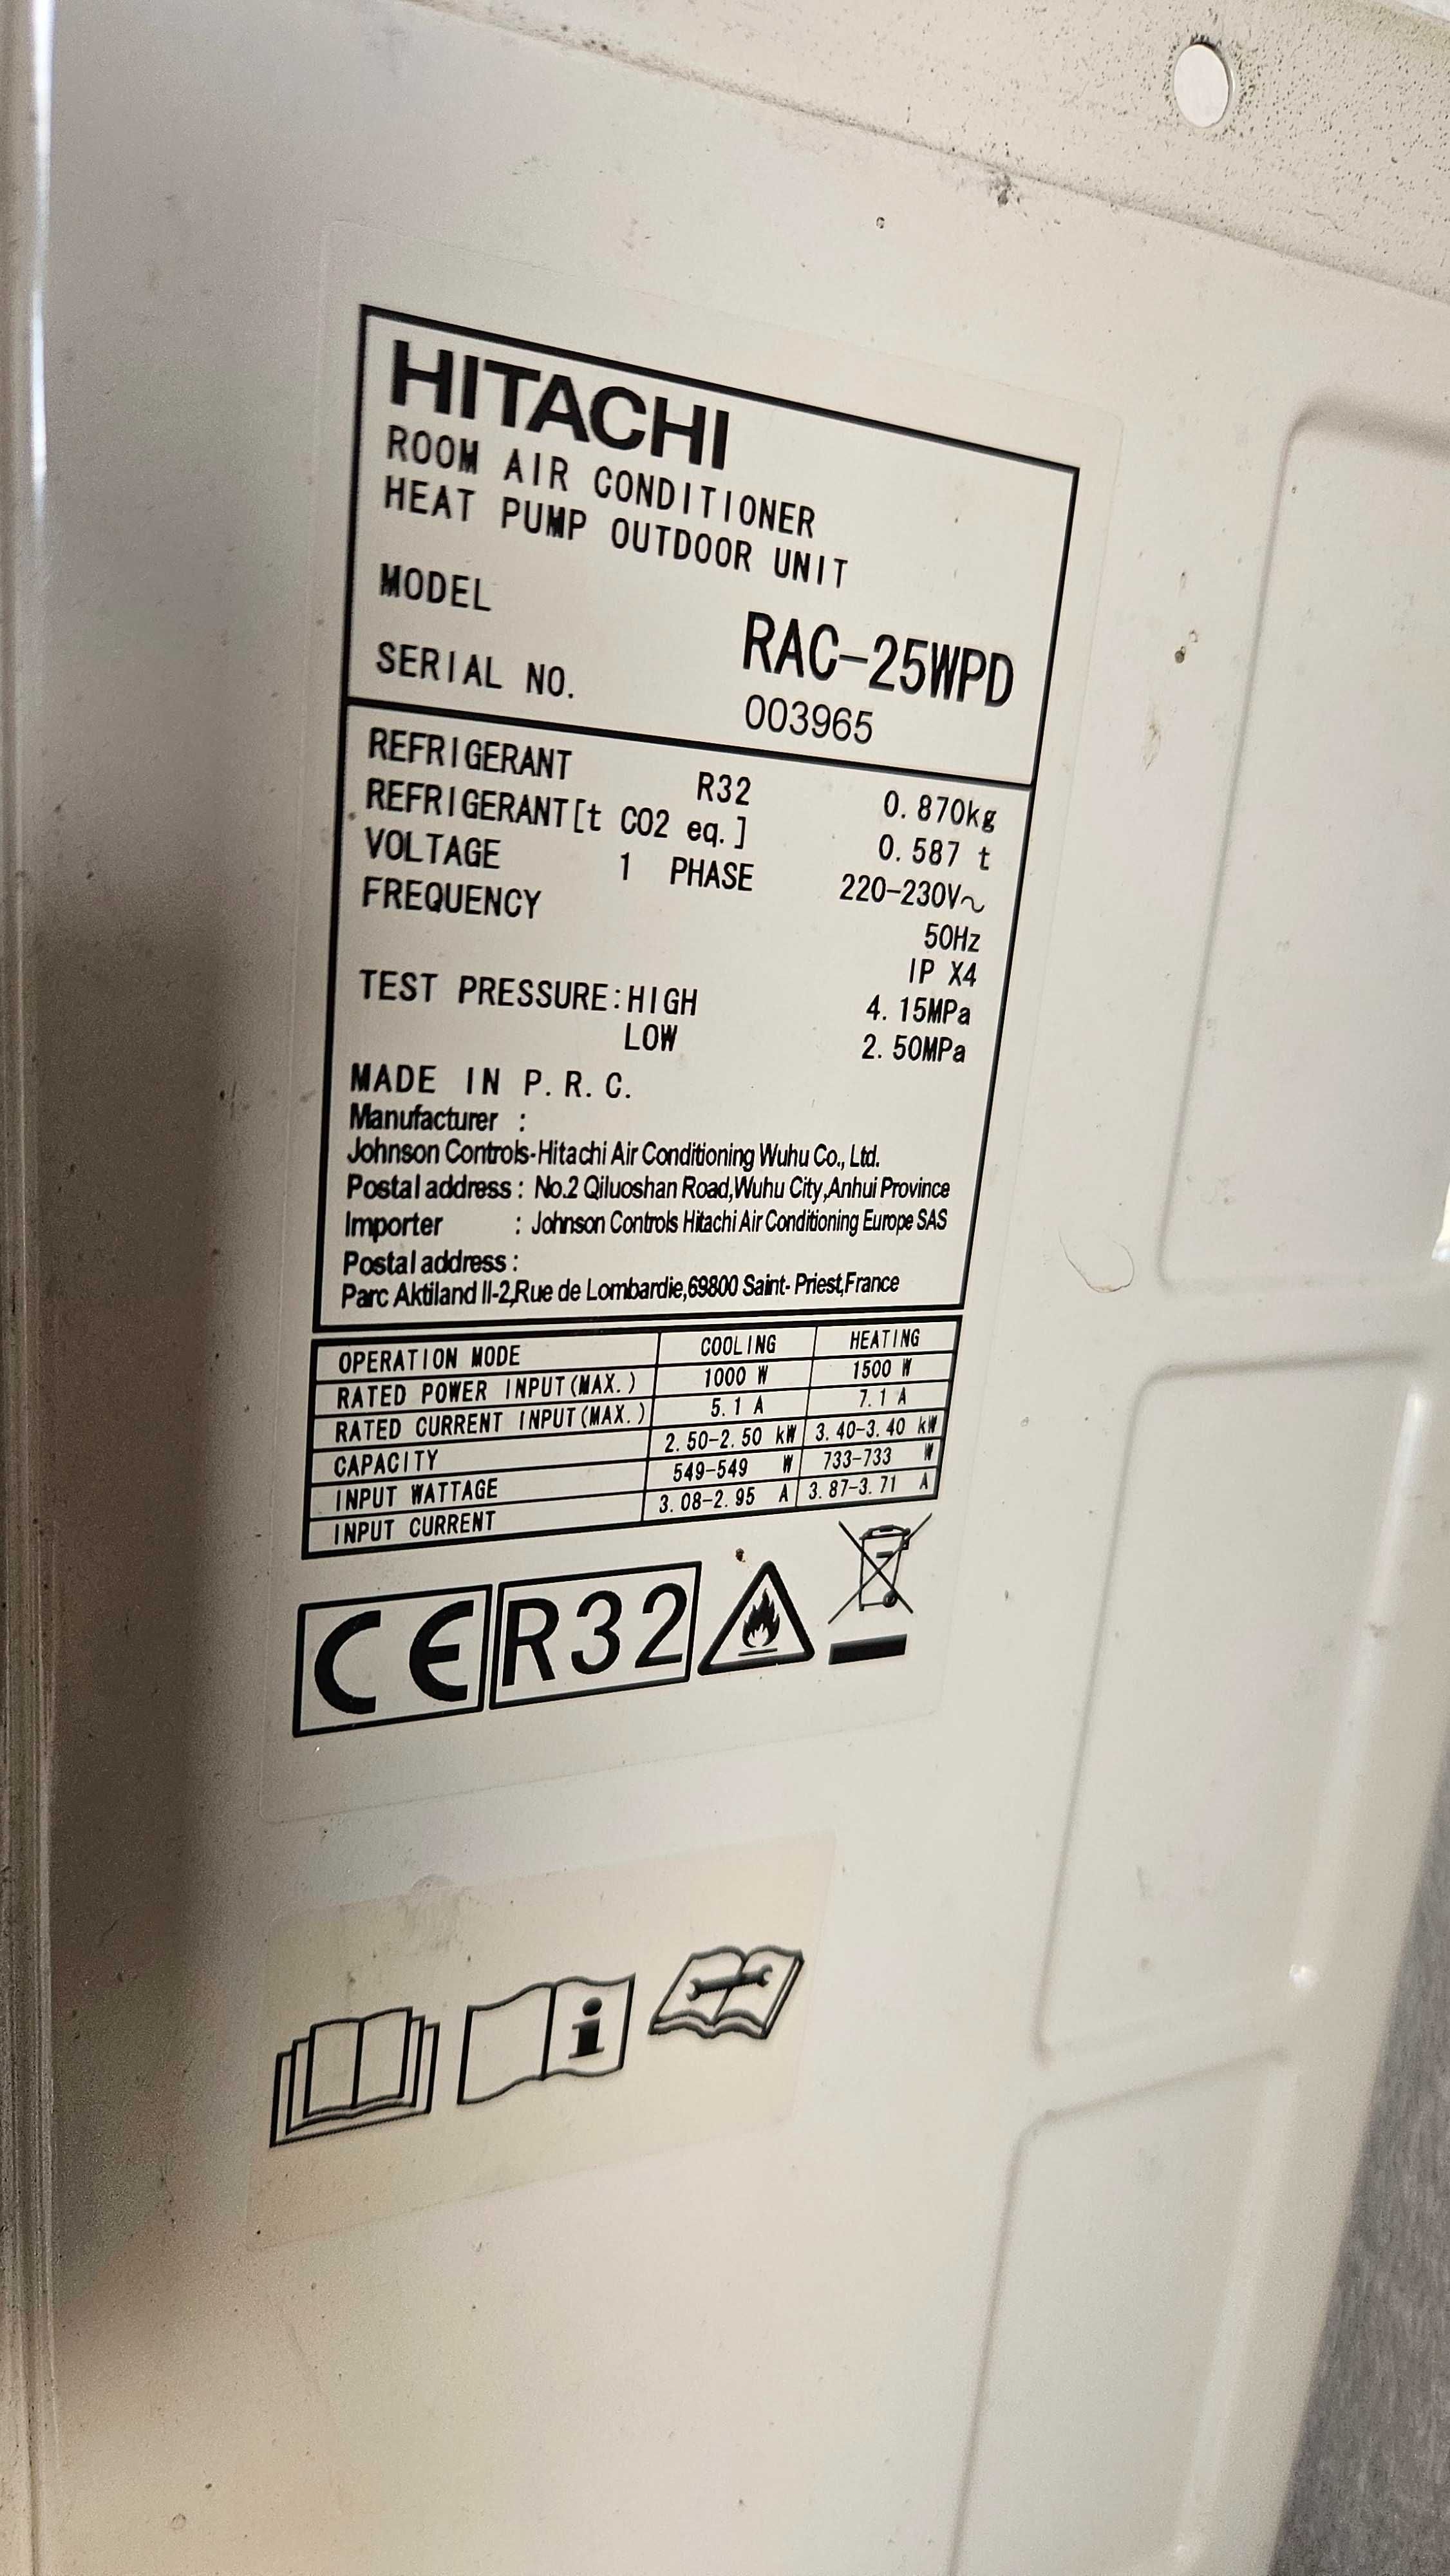 HITACHI
ROOM AIR CONDITIONER
HEAT PUMP OUTDOOR UNIT
MODEL RAC-25WPD
SERIAL NO. 003965
REFRIGERANT R32 0.870kg
REFRIGERANT[t CO2 eq.] 0.587 t
VOLTAGE 1 PHASE 220-230V~
FREQUENCY 50Hz
IP X4
TEST PRESSURE:HIGH 4.15MPa
LOW 2.50MPa
MADE IN P.R.C.
Manufacturer :
Johnson Controls-Hitachi Air Conditioning Wuhu Co., Ltd.
Postal address : No.2 Qiluoshan Road,Wuhu City,Anhui Province
Importer : Johnson Controls Hitachi Air Conditioning Europe SAS
Postal address :
Parc Aktiland II-2,Rue de Lombardie,69800 Saint- Priest,France
OPERATION MODE COOLING HEATING
RATED POWER INPUT(MAX.) 1000 W 1500 W
RATED CURRENT INPUT(MAX.) 5.1 A 7.1 A
CAPACITY 2.50-2.50 kW 3.40-3.40 kW
INPUT WATTAGE 549-549 W 733-733 W
INPUT CURRENT 3.08-2.95 A 3.87-3.71 A
CE R32
i